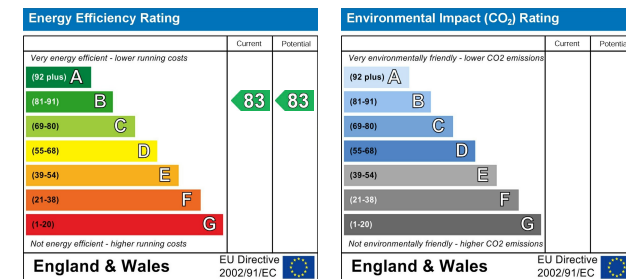 Energy Efficiency Rating
Current Potential
Very energy efficient - lower running costs
(92 plus) A
(81-91) B 83 83
(69-80) C
(55-68) D
(39-54) E
(21-38) F
(1-20) G
Not energy efficient - higher running costs
England & Wales EU Directive
2002/91/EC
Environmental Impact (CO2) Rating
Current Potential
Very environmentally friendly - lower CO2 emissions
(92 plus) A
(81-91) B
(69-80) C
(55-68) D
(39-54) E
(21-38) F
(1-20) G
Not environmentally friendly - higher CO2 emissions
England & Wales EU Directive
2002/91/EC